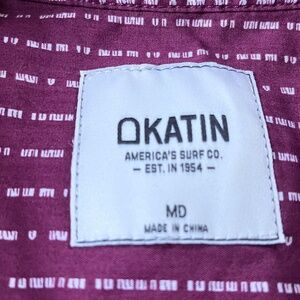 KATIN
AMERICA'S SURF CO.
— EST. IN 1954 —
MD
MADE IN CHINA